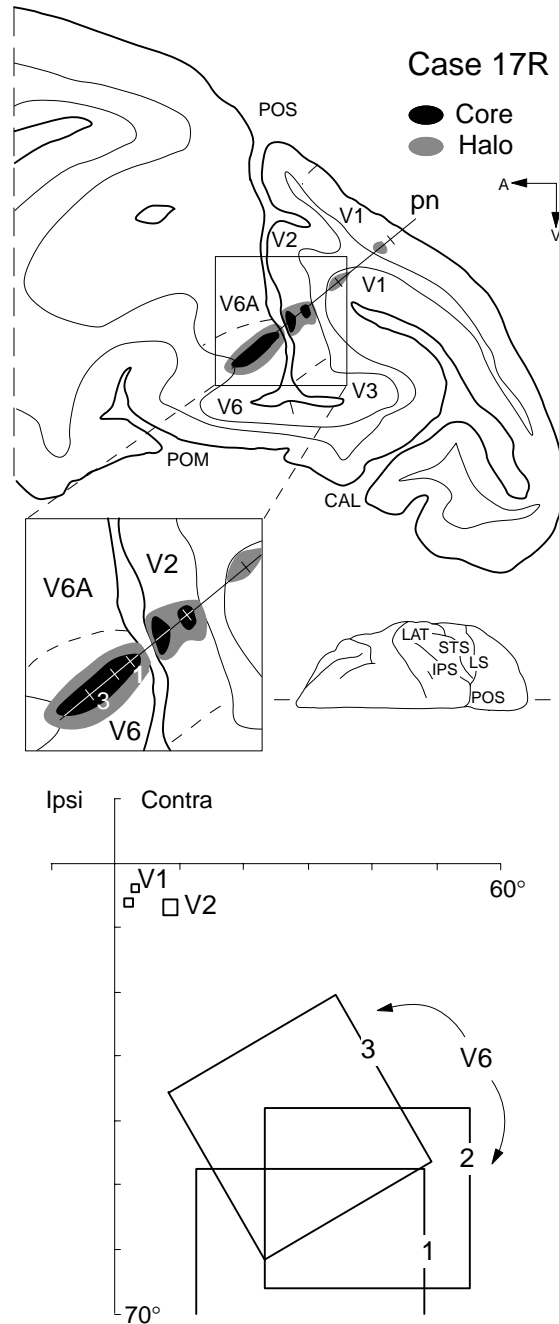 Case 17R
Core
Halo
POS
A
V
pn
V1
V2
V1
V6A
V3
V6
POM
CAL
V2
V6A
1
3
V6
LAT
STS
IPS
LS
POS
Ipsi Contra
60°
V1
V2
3
V6
2
1
70°